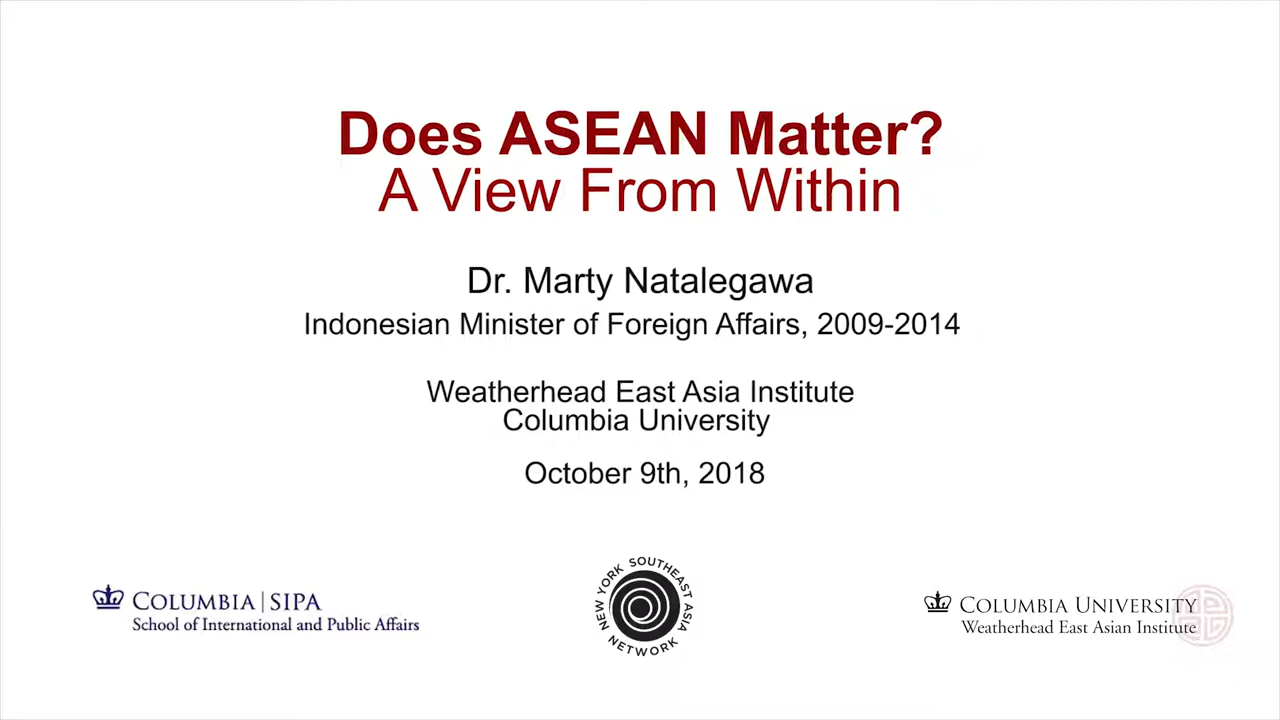 Does ASEAN Matter?
A View From Within
Dr. Marty Natalegawa
Indonesian Minister of Foreign Affairs, 2009-2014
Weatherhead East Asia Institute
Columbia University
October 9th, 2018
COLUMBIA | SIPA
School of International and Public Affairs
NEW YORK SOUTHEAST ASIA NETWORK
COLUMBIA UNIVERSITY
Weatherhead East Asian Institute